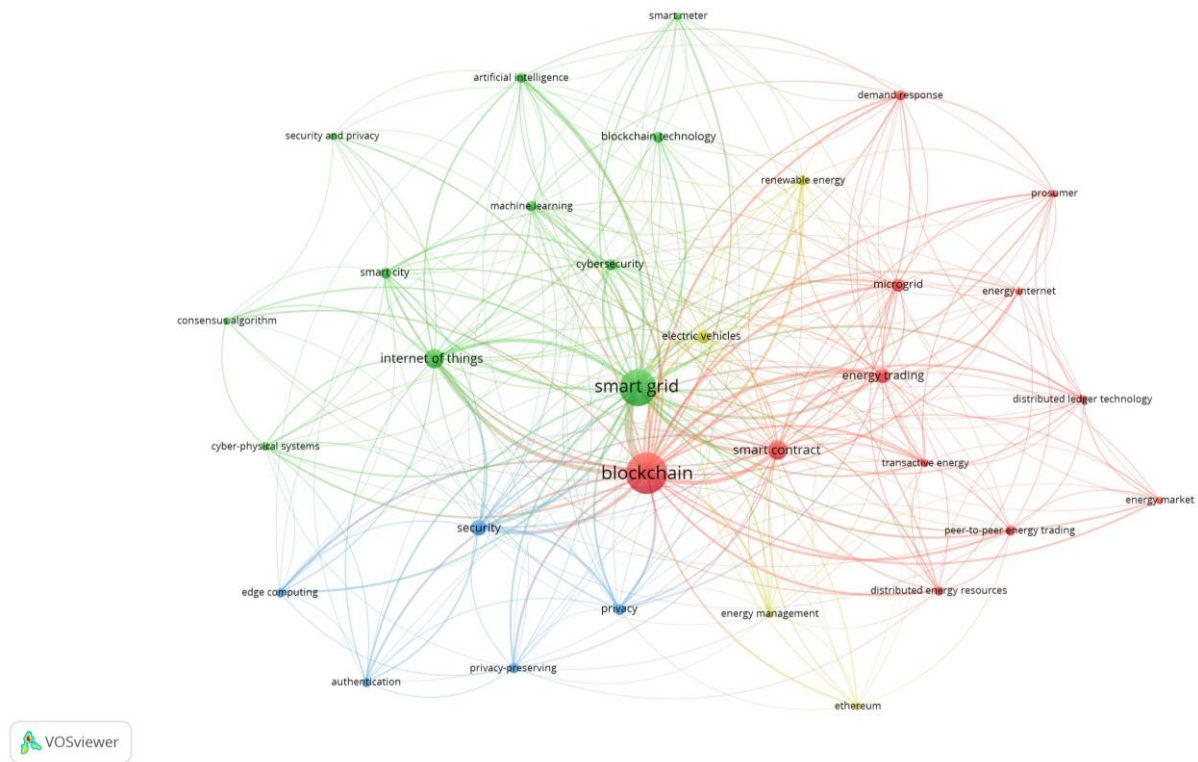 smart meter
artificial intelligence
demand response
security and privacy
blockchain technology
renewable energy
prosumer
machine learning
cybersecurity
smart city
microgrid
energy internet
consensus algorithm
electric vehicles
internet of things
smart grid
energy trading
distributed ledger technology
cyber-physical systems
smart contract
transactive energy
blockchain
energy market
security
peer-to-peer energy trading
edge computing
distributed energy resources
privacy
energy management
privacy-preserving
authentication
ethereum
VOSviewer